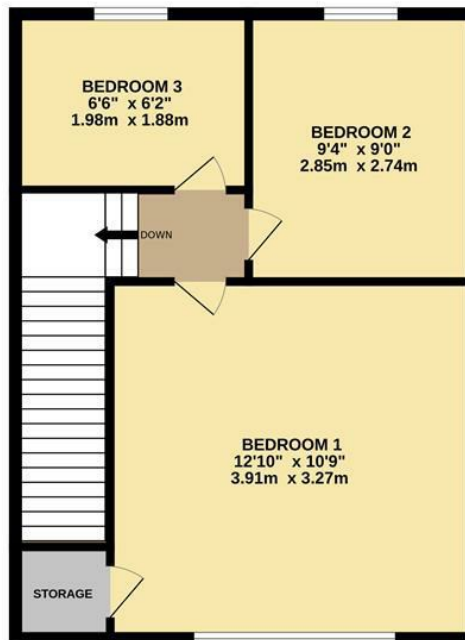 BEDROOM 3
6'6" x 6'2"
1.98m x 1.88m
BEDROOM 2
9'4" x 9'0"
2.85m x 2.74m
DOWN
BEDROOM 1
12'10" x 10'9"
3.91m x 3.27m
STORAGE